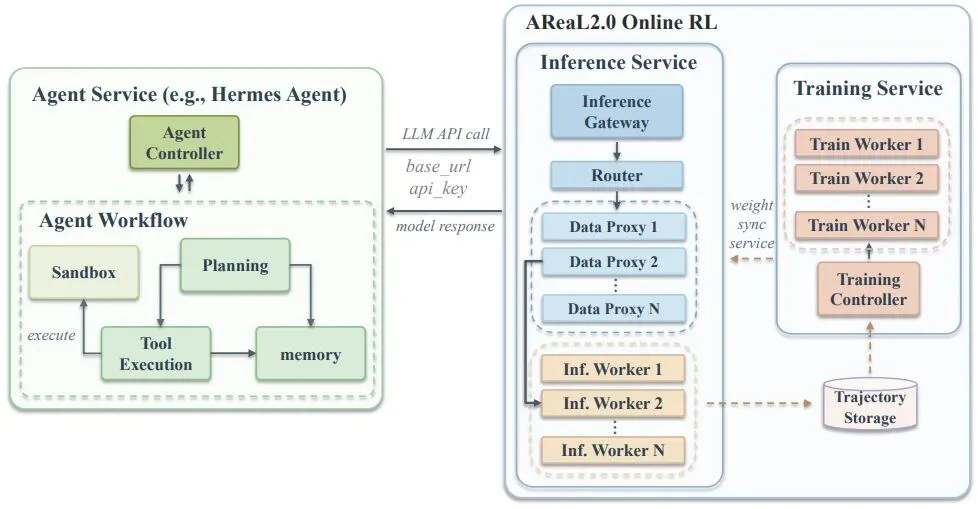 Agent Service (e.g., Hermes Agent)
Agent
Controller
Agent Workflow
Sandbox
Planning
execute
Tool
Execution
memory
LLM API call
base_url
api_key
model response
AReaL2.0 Online RL
Inference Service
Inference
Gateway
Router
Data Proxy 1
Data Proxy 2
Data Proxy N
Inf. Worker 1
Inf. Worker 2
Inf. Worker N
weight
sync
service
Training Service
Train Worker 1
Train Worker 2
Train Worker N
Training
Controller
Trajectory
Storage